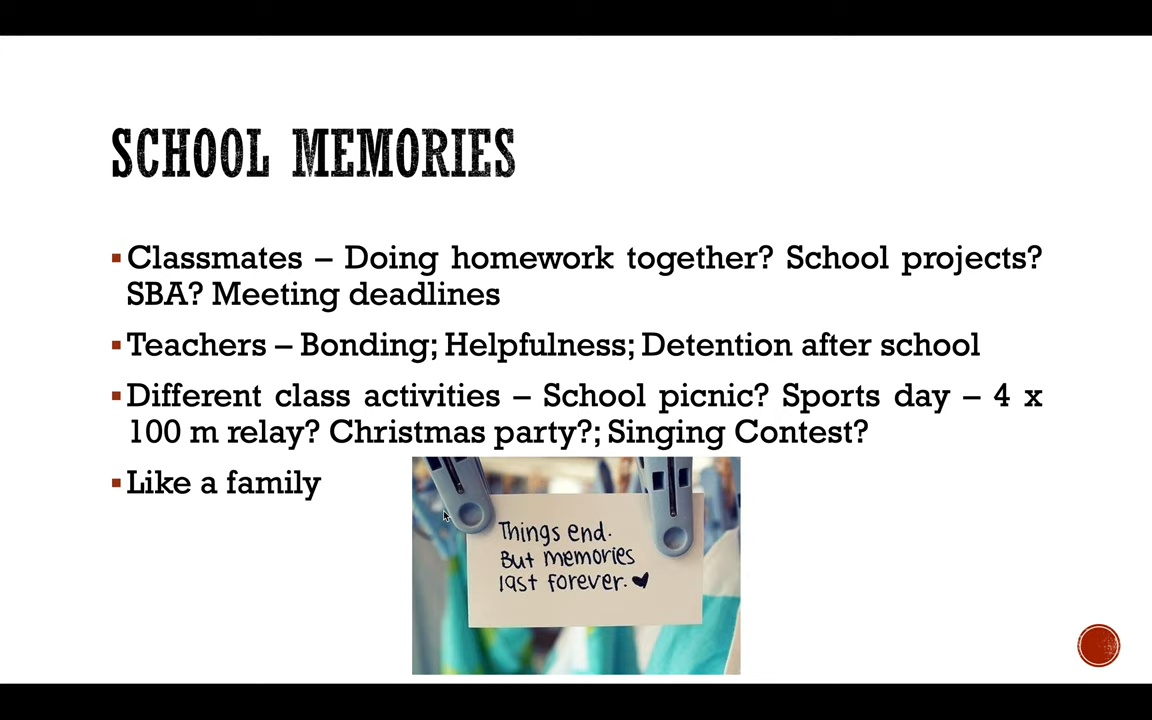 SCHOOL MEMORIES
▪Classmates – Doing homework together? School projects?
SBA? Meeting deadlines
▪Teachers – Bonding; Helpfulness; Detention after school
▪Different class activities – School picnic? Sports day – 4 x
100 m relay? Christmas party?; Singing Contest?
▪Like a family
Things end.
But memories
last forever. ♥